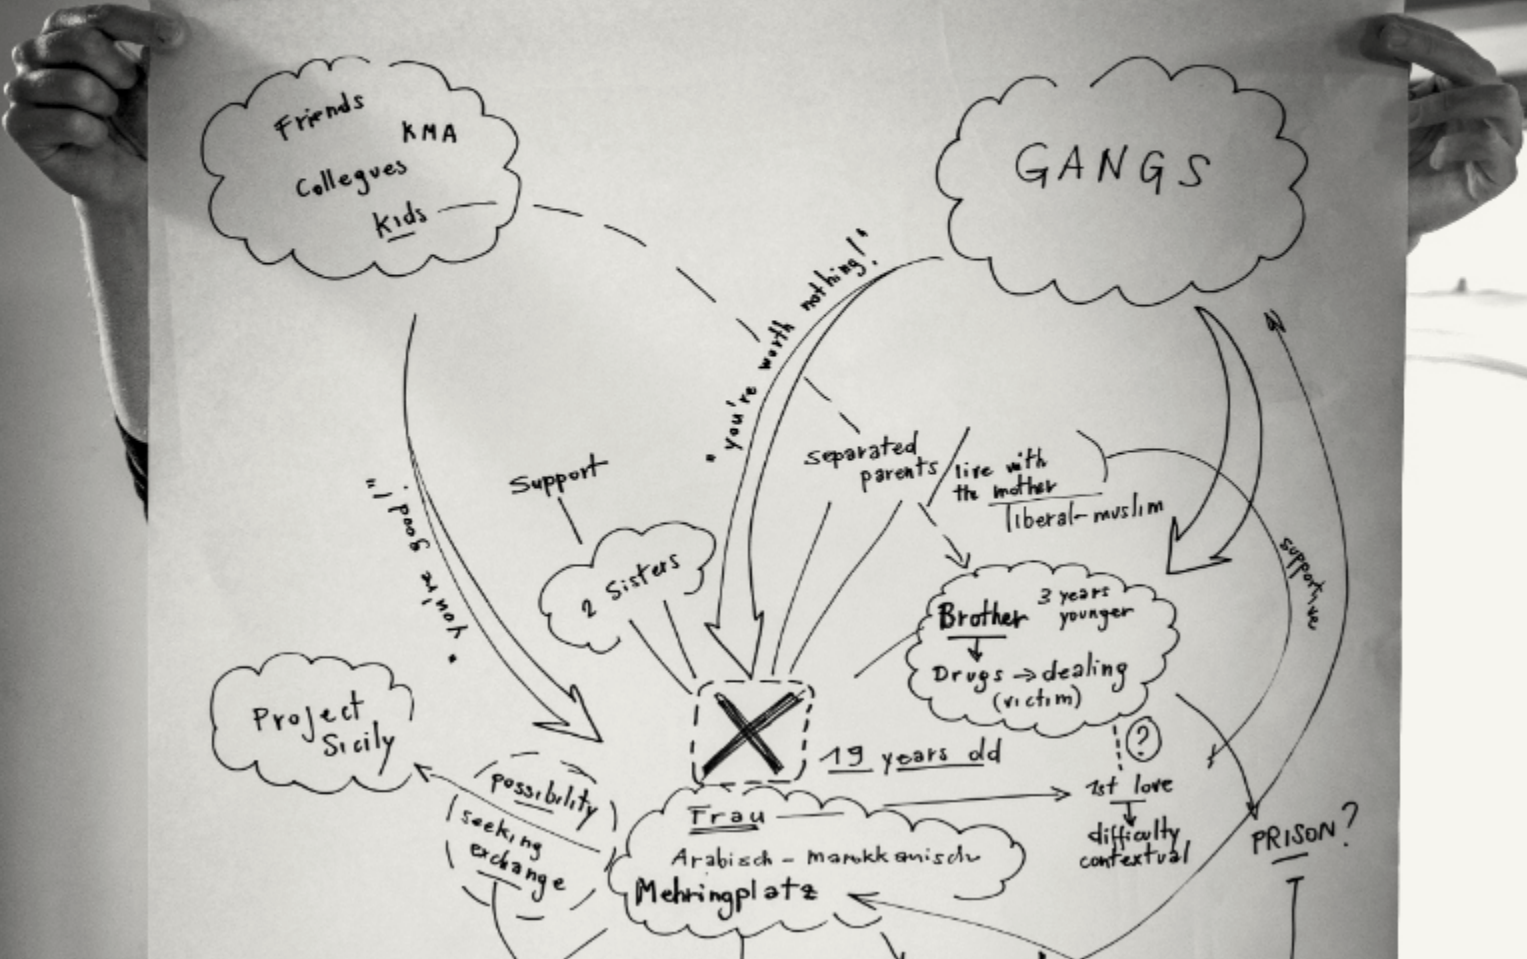 Friends
KMA
Collegues
Kids
GANGS
"you're worth nothing!"
"you're good!"
Support
2 Sisters
separated
parents
live with
the mother
liberal-muslim
supportive
Brother
3 years
younger
Drugs → dealing
(victim)
Project
Sicily
possibility
seeking
exchange
X
19 years old
?
1st love
difficulty
contextual
PRISON?
Frau
Arabisch - marokkanisch
Mehringplatz